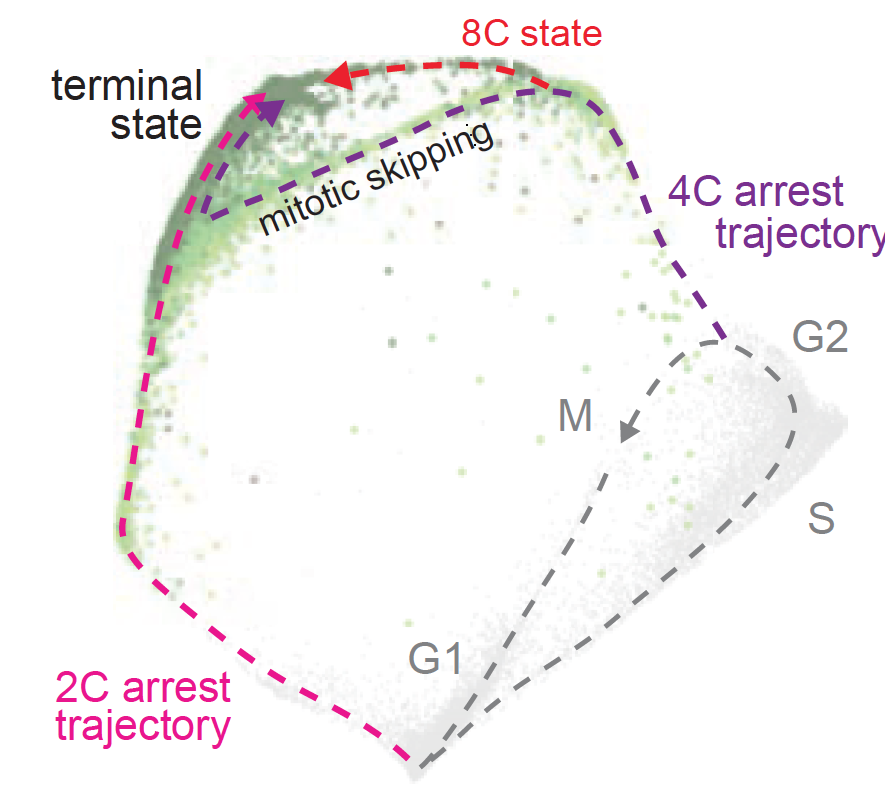 8C state
terminal
state
mitotic skipping
4C arrest
trajectory
G2
M
S
G1
2C arrest
trajectory